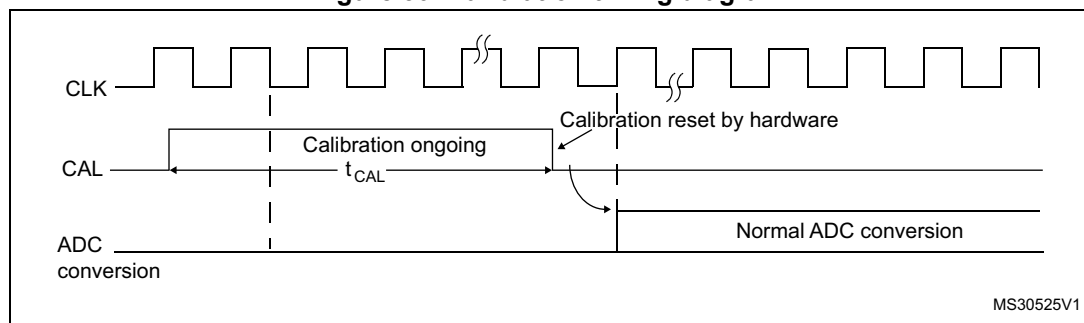 CLK
Calibration reset by hardware
Calibration ongoing
CAL
tCAL
Normal ADC conversion
ADC
conversion
MS30525V1